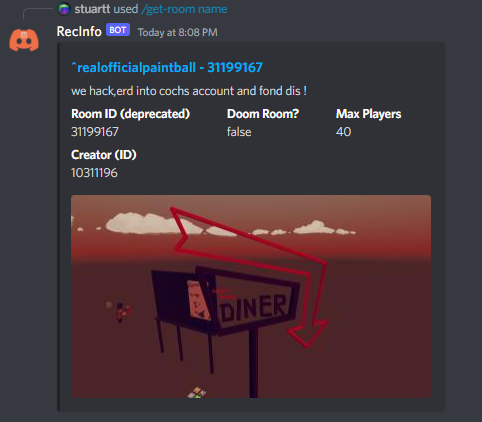 stuartt used /get-room name
RecInfo BOT Today at 8:08 PM
^realofficialpaintball - 31199167
we hack,erd into cochs account and fond dis !
Room ID (deprecated) Doom Room? Max Players
31199167 false 40
Creator (ID)
10311196
DINER